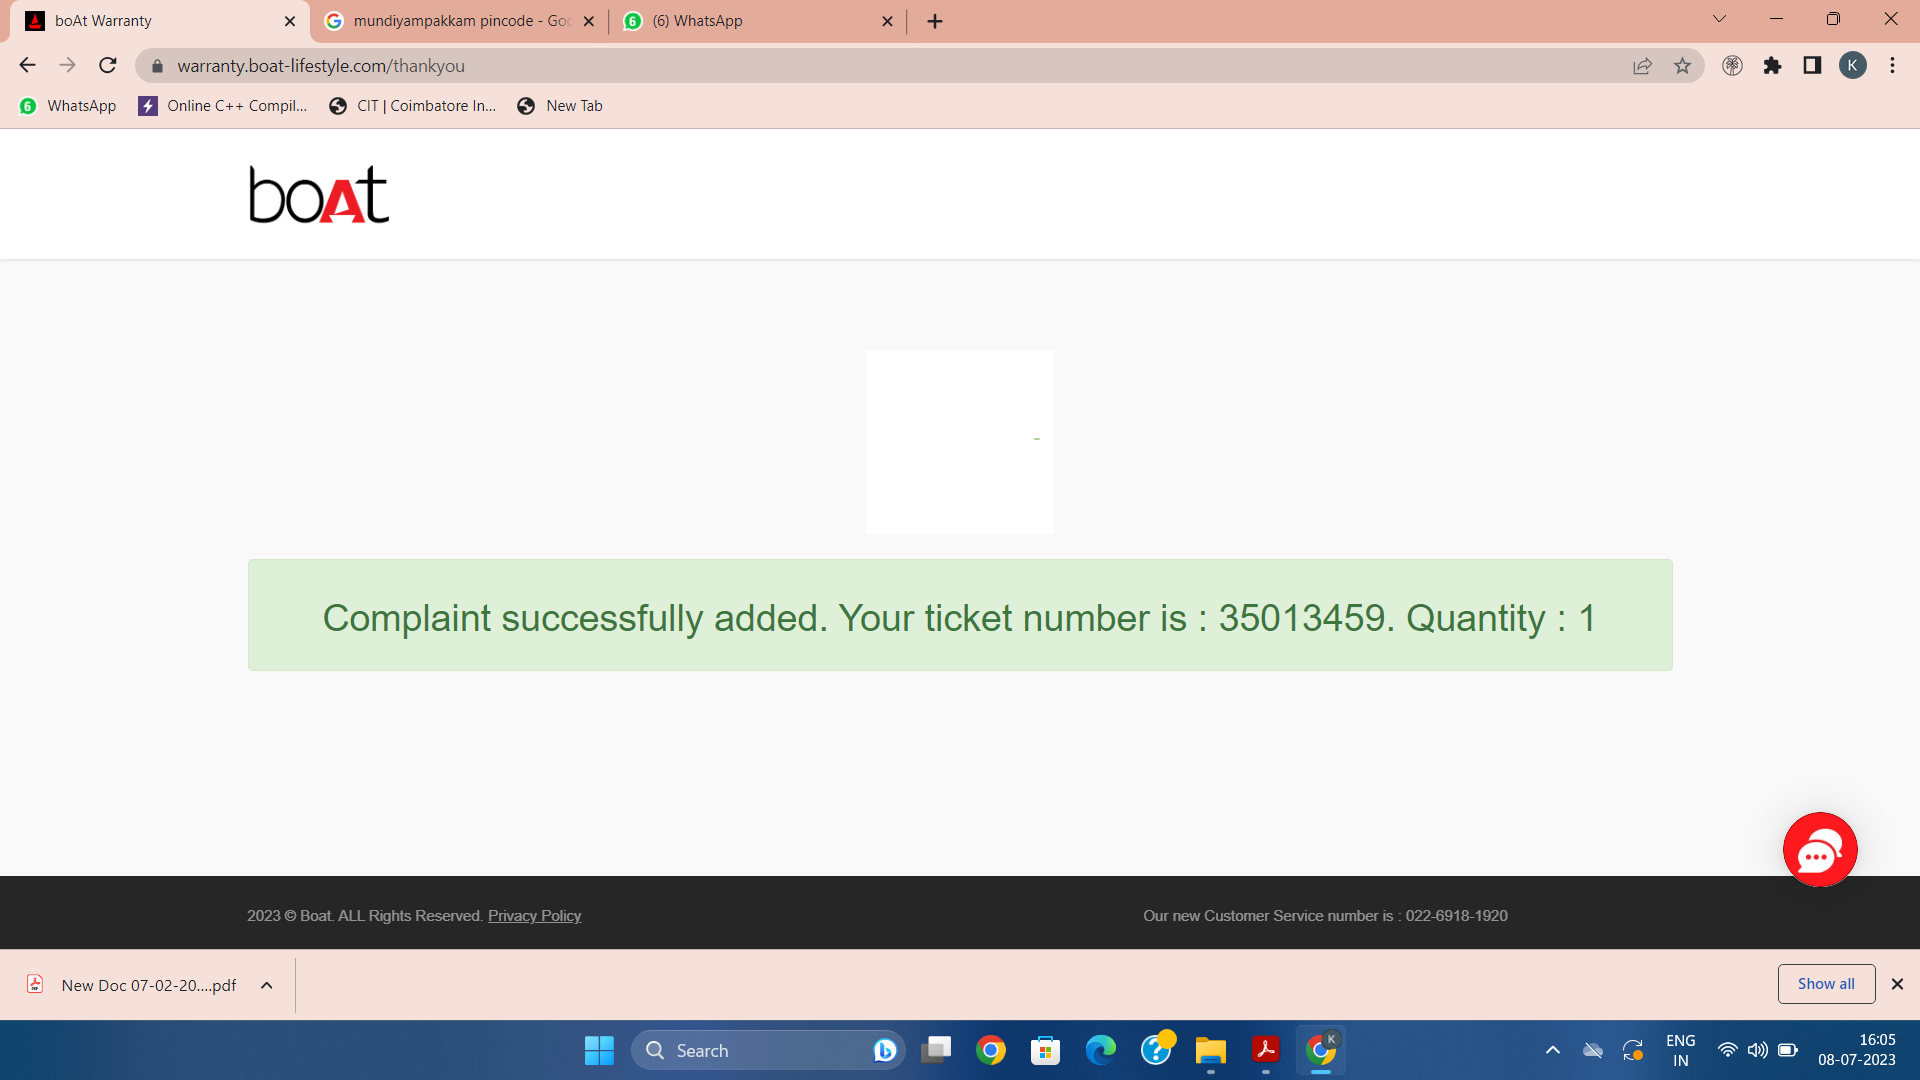 boAt Warranty
mundiyampakkam pincode - Goo
(6) WhatsApp
warranty.boat-lifestyle.com/thankyou
K
6 WhatsApp
Online C++ Compil...
CIT | Coimbatore In...
New Tab
boAt
Complaint successfully added. Your ticket number is : 35013459. Quantity : 1
2023 © Boat. ALL Rights Reserved. Privacy Policy
Our new Customer Service number is : 022-6918-1920
New Doc 07-02-20....pdf
Show all
Search
ENG
IN
16:05
08-07-2023